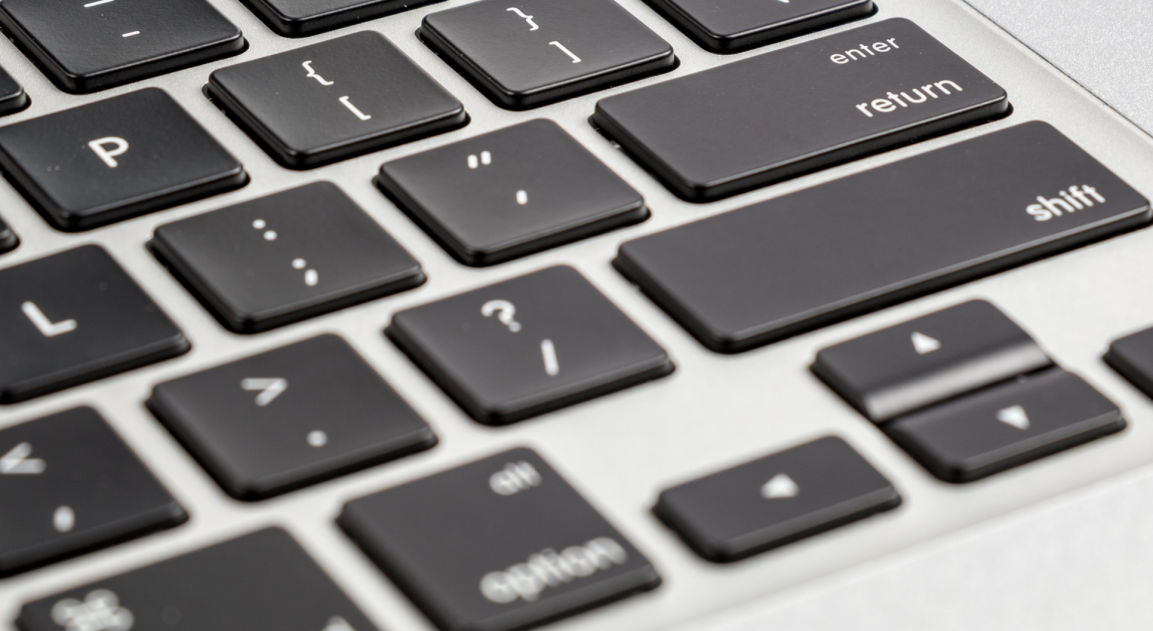 _
-
{
[
}
]
enter
return
P
:
;
"
'
shift
L
>
.
?
/
▲
▼
<
,
alt
option
◀
⌘